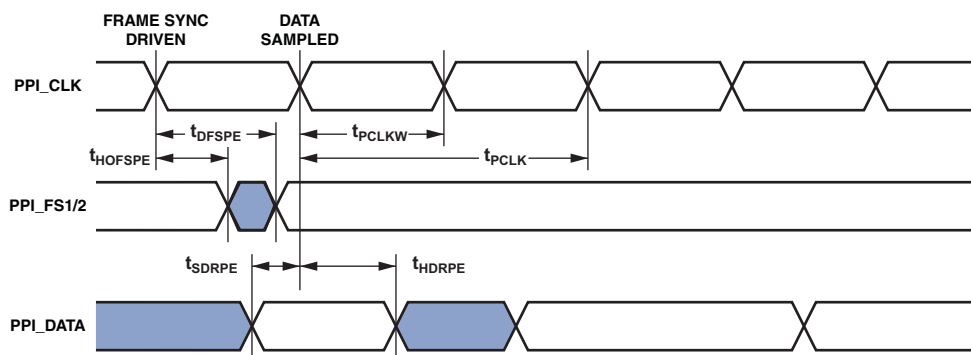 FRAME SYNC
DRIVEN
DATA
SAMPLED
PPI_CLK
tDFSPE
tPCLKW
tHOFSPE
tPCLK
PPI_FS1/2
tSDRPE
tHDRPE
PPI_DATA